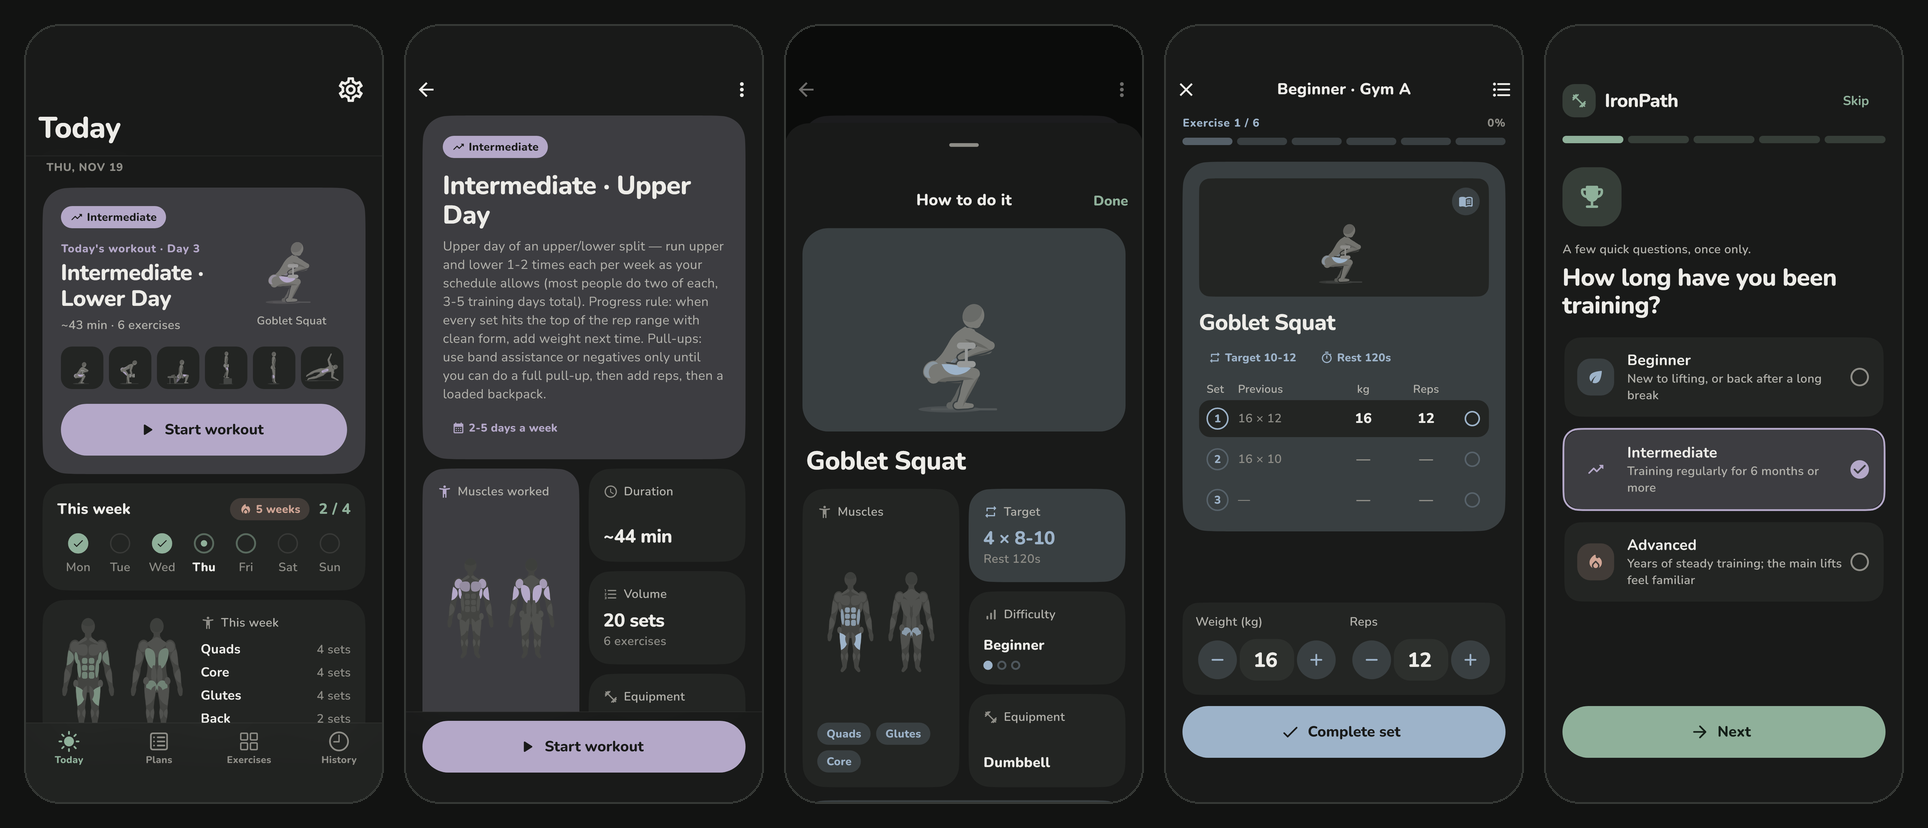 Today
THU, NOV 19
Intermediate
Today's workout · Day 3
Intermediate ·
Lower Day
~43 min · 6 exercises
Goblet Squat
Start workout
This week
5 weeks
2 / 4
Mon Tue Wed Thu Fri Sat Sun
This week
Quads 4 sets
Core 4 sets
Glutes 4 sets
Back 2 sets
Today Plans Exercises History
Intermediate
Intermediate · Upper
Day
Upper day of an upper/lower split — run upper
and lower 1-2 times each per week as your
schedule allows (most people do two of each,
3-5 training days total). Progress rule: when
every set hits the top of the rep range with
clean form, add weight next time. Pull-ups:
use band assistance or negatives only until
you can do a full pull-up, then add reps, then a
loaded backpack.
2-5 days a week
Muscles worked
Duration
~44 min
Volume
20 sets
6 exercises
Equipment
Start workout
How to do it
Done
Goblet Squat
Muscles
Quads Glutes
Core
Target
4 × 8-10
Rest 120s
Difficulty
Beginner
Equipment
Dumbbell
Beginner · Gym A
Exercise 1 / 6
0%
Goblet Squat
Target 10-12
Rest 120s
Set Previous kg Reps
1 16 × 12 16 12
2 16 × 10 — —
3 — — —
Weight (kg) Reps
− 16 + − 12 +
Complete set
IronPath
Skip
A few quick questions, once only.
How long have you been
training?
Beginner
New to lifting, or back after a long
break
Intermediate
Training regularly for 6 months or
more
Advanced
Years of steady training; the main lifts
feel familiar
Next